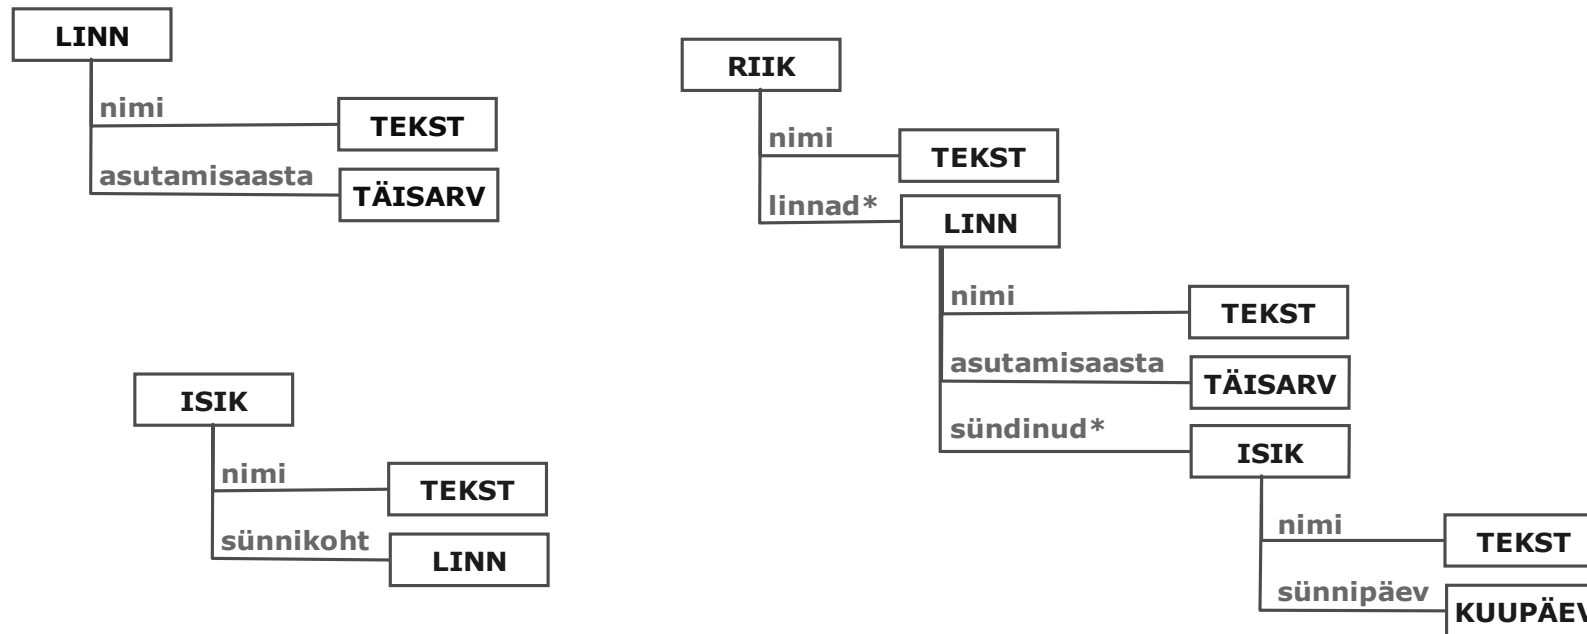 LINN
nimi
TEKST
asutamisaasta
TÄISARV
ISIK
nimi
TEKST
sünnikoht
LINN
RIIK
nimi
TEKST
linnad*
LINN
nimi
TEKST
asutamisaasta
TÄISARV
sündinud*
ISIK
nimi
TEKST
sünnipäev
KUUPÄEV